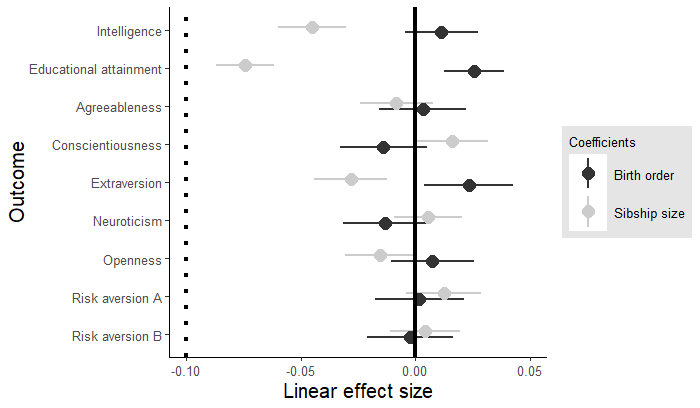 Outcome
Intelligence
Educational attainment
Agreeableness
Conscientiousness
Extraversion
Neuroticism
Openness
Risk aversion A
Risk aversion B
-0.10
-0.05
0.00
0.05
Linear effect size
Coefficients
Birth order
Sibship size